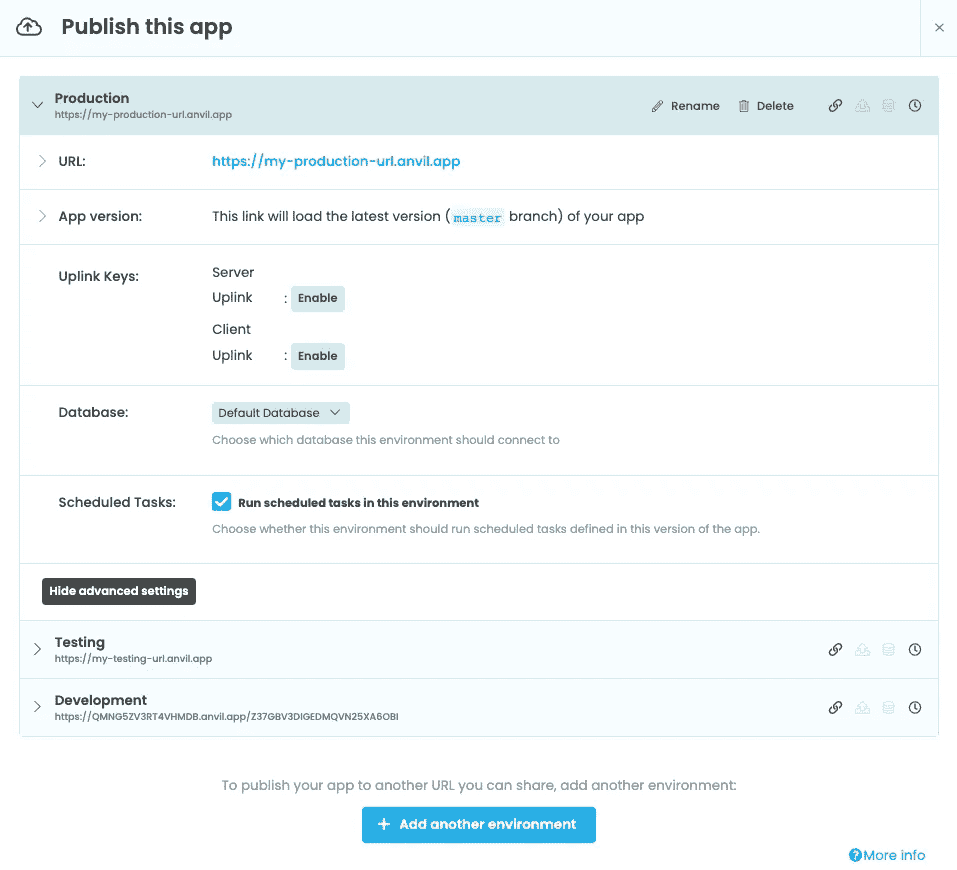 Publish this app
Production
https://my-production-url.anvil.app
Rename Delete
URL: https://my-production-url.anvil.app
App version: This link will load the latest version (master branch) of your app
Uplink Keys:
Server
Uplink : Enable
Client
Uplink : Enable
Database: Default Database
Choose which database this environment should connect to
Scheduled Tasks: Run scheduled tasks in this environment
Choose whether this environment should run scheduled tasks defined in this version of the app.
Hide advanced settings
Testing
https://my-testing-url.anvil.app
Development
https://QMNG5ZV3RT4VHMDB.anvil.app/Z37GBV3DIGEDMQVN25XA6OBI
To publish your app to another URL you can share, add another environment:
+ Add another environment
?More info